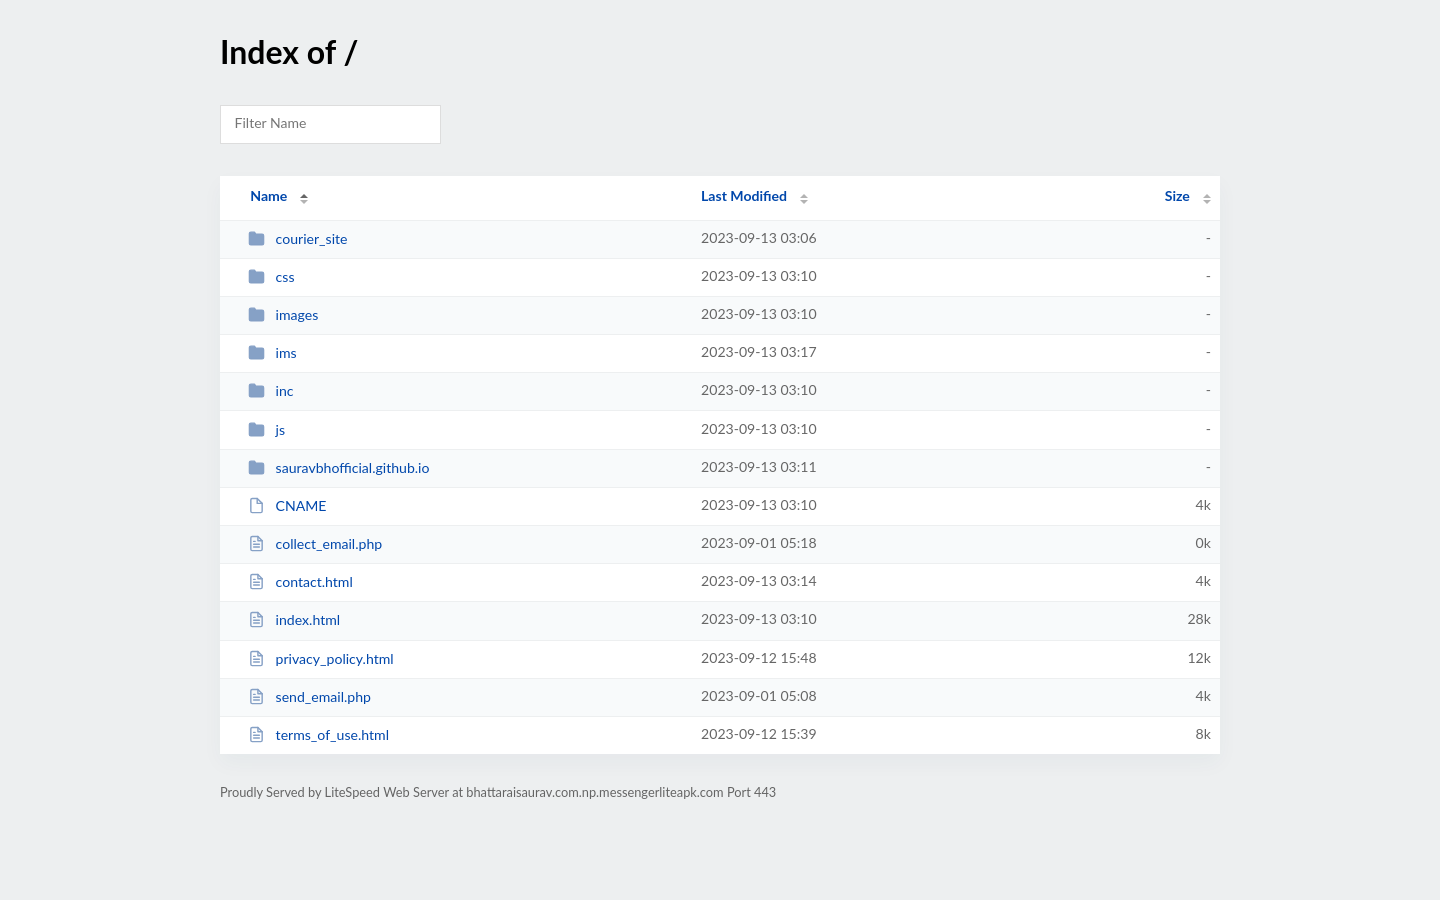 Index of /
Filter Name
Name Last Modified Size
courier_site 2023-09-13 03:06 -
css 2023-09-13 03:10 -
images 2023-09-13 03:10 -
ims 2023-09-13 03:17 -
inc 2023-09-13 03:10 -
js 2023-09-13 03:10 -
sauravbhofficial.github.io 2023-09-13 03:11 -
CNAME 2023-09-13 03:10 4k
collect_email.php 2023-09-01 05:18 0k
contact.html 2023-09-13 03:14 4k
index.html 2023-09-13 03:10 28k
privacy_policy.html 2023-09-12 15:48 12k
send_email.php 2023-09-01 05:08 4k
terms_of_use.html 2023-09-12 15:39 8k
Proudly Served by LiteSpeed Web Server at bhattaraisaurav.com.np.messengerliteapk.com Port 443